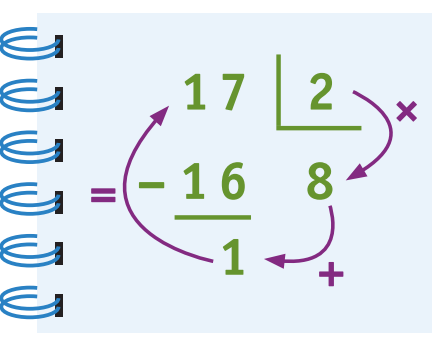 17 2 ×
= − 16 8
1 +